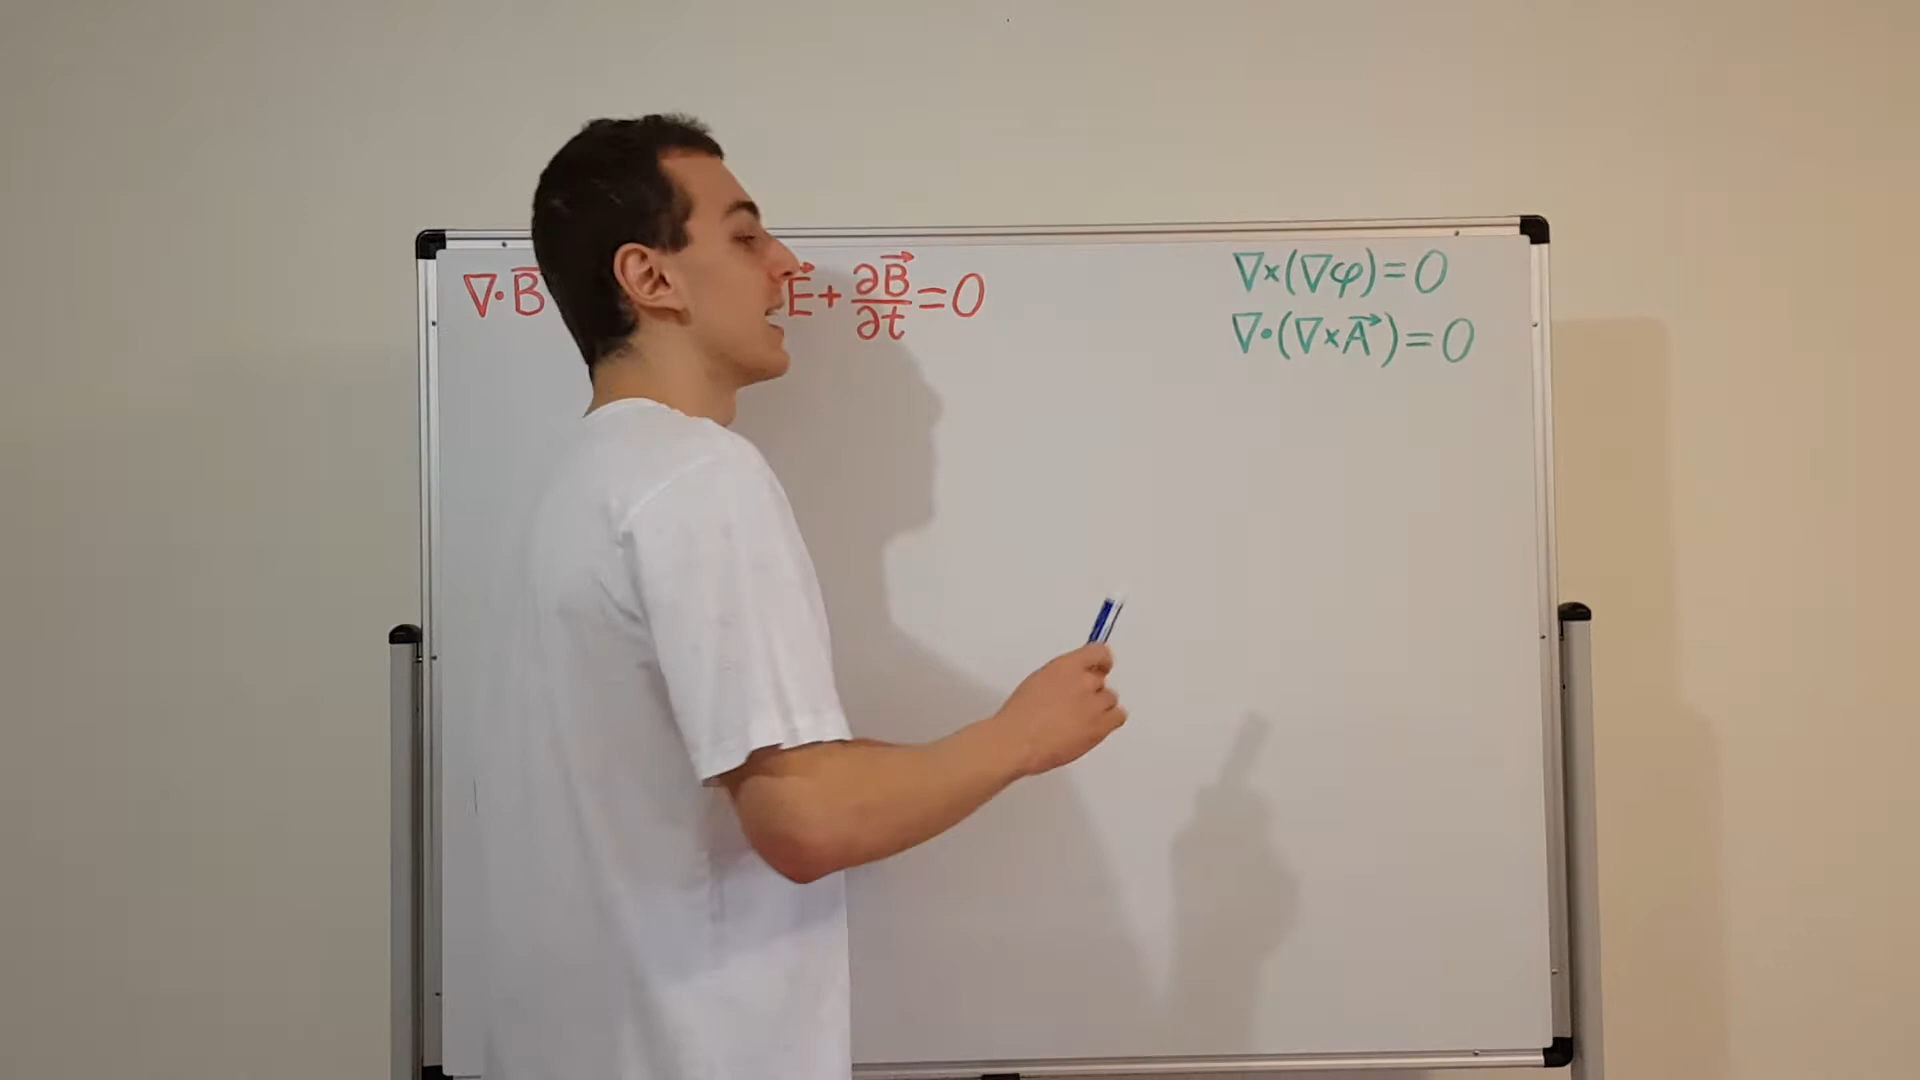 ∇·B⃗ E⃗ + ∂B⃗/∂t = 0
∇×(∇φ) = 0
∇·(∇×A⃗) = 0